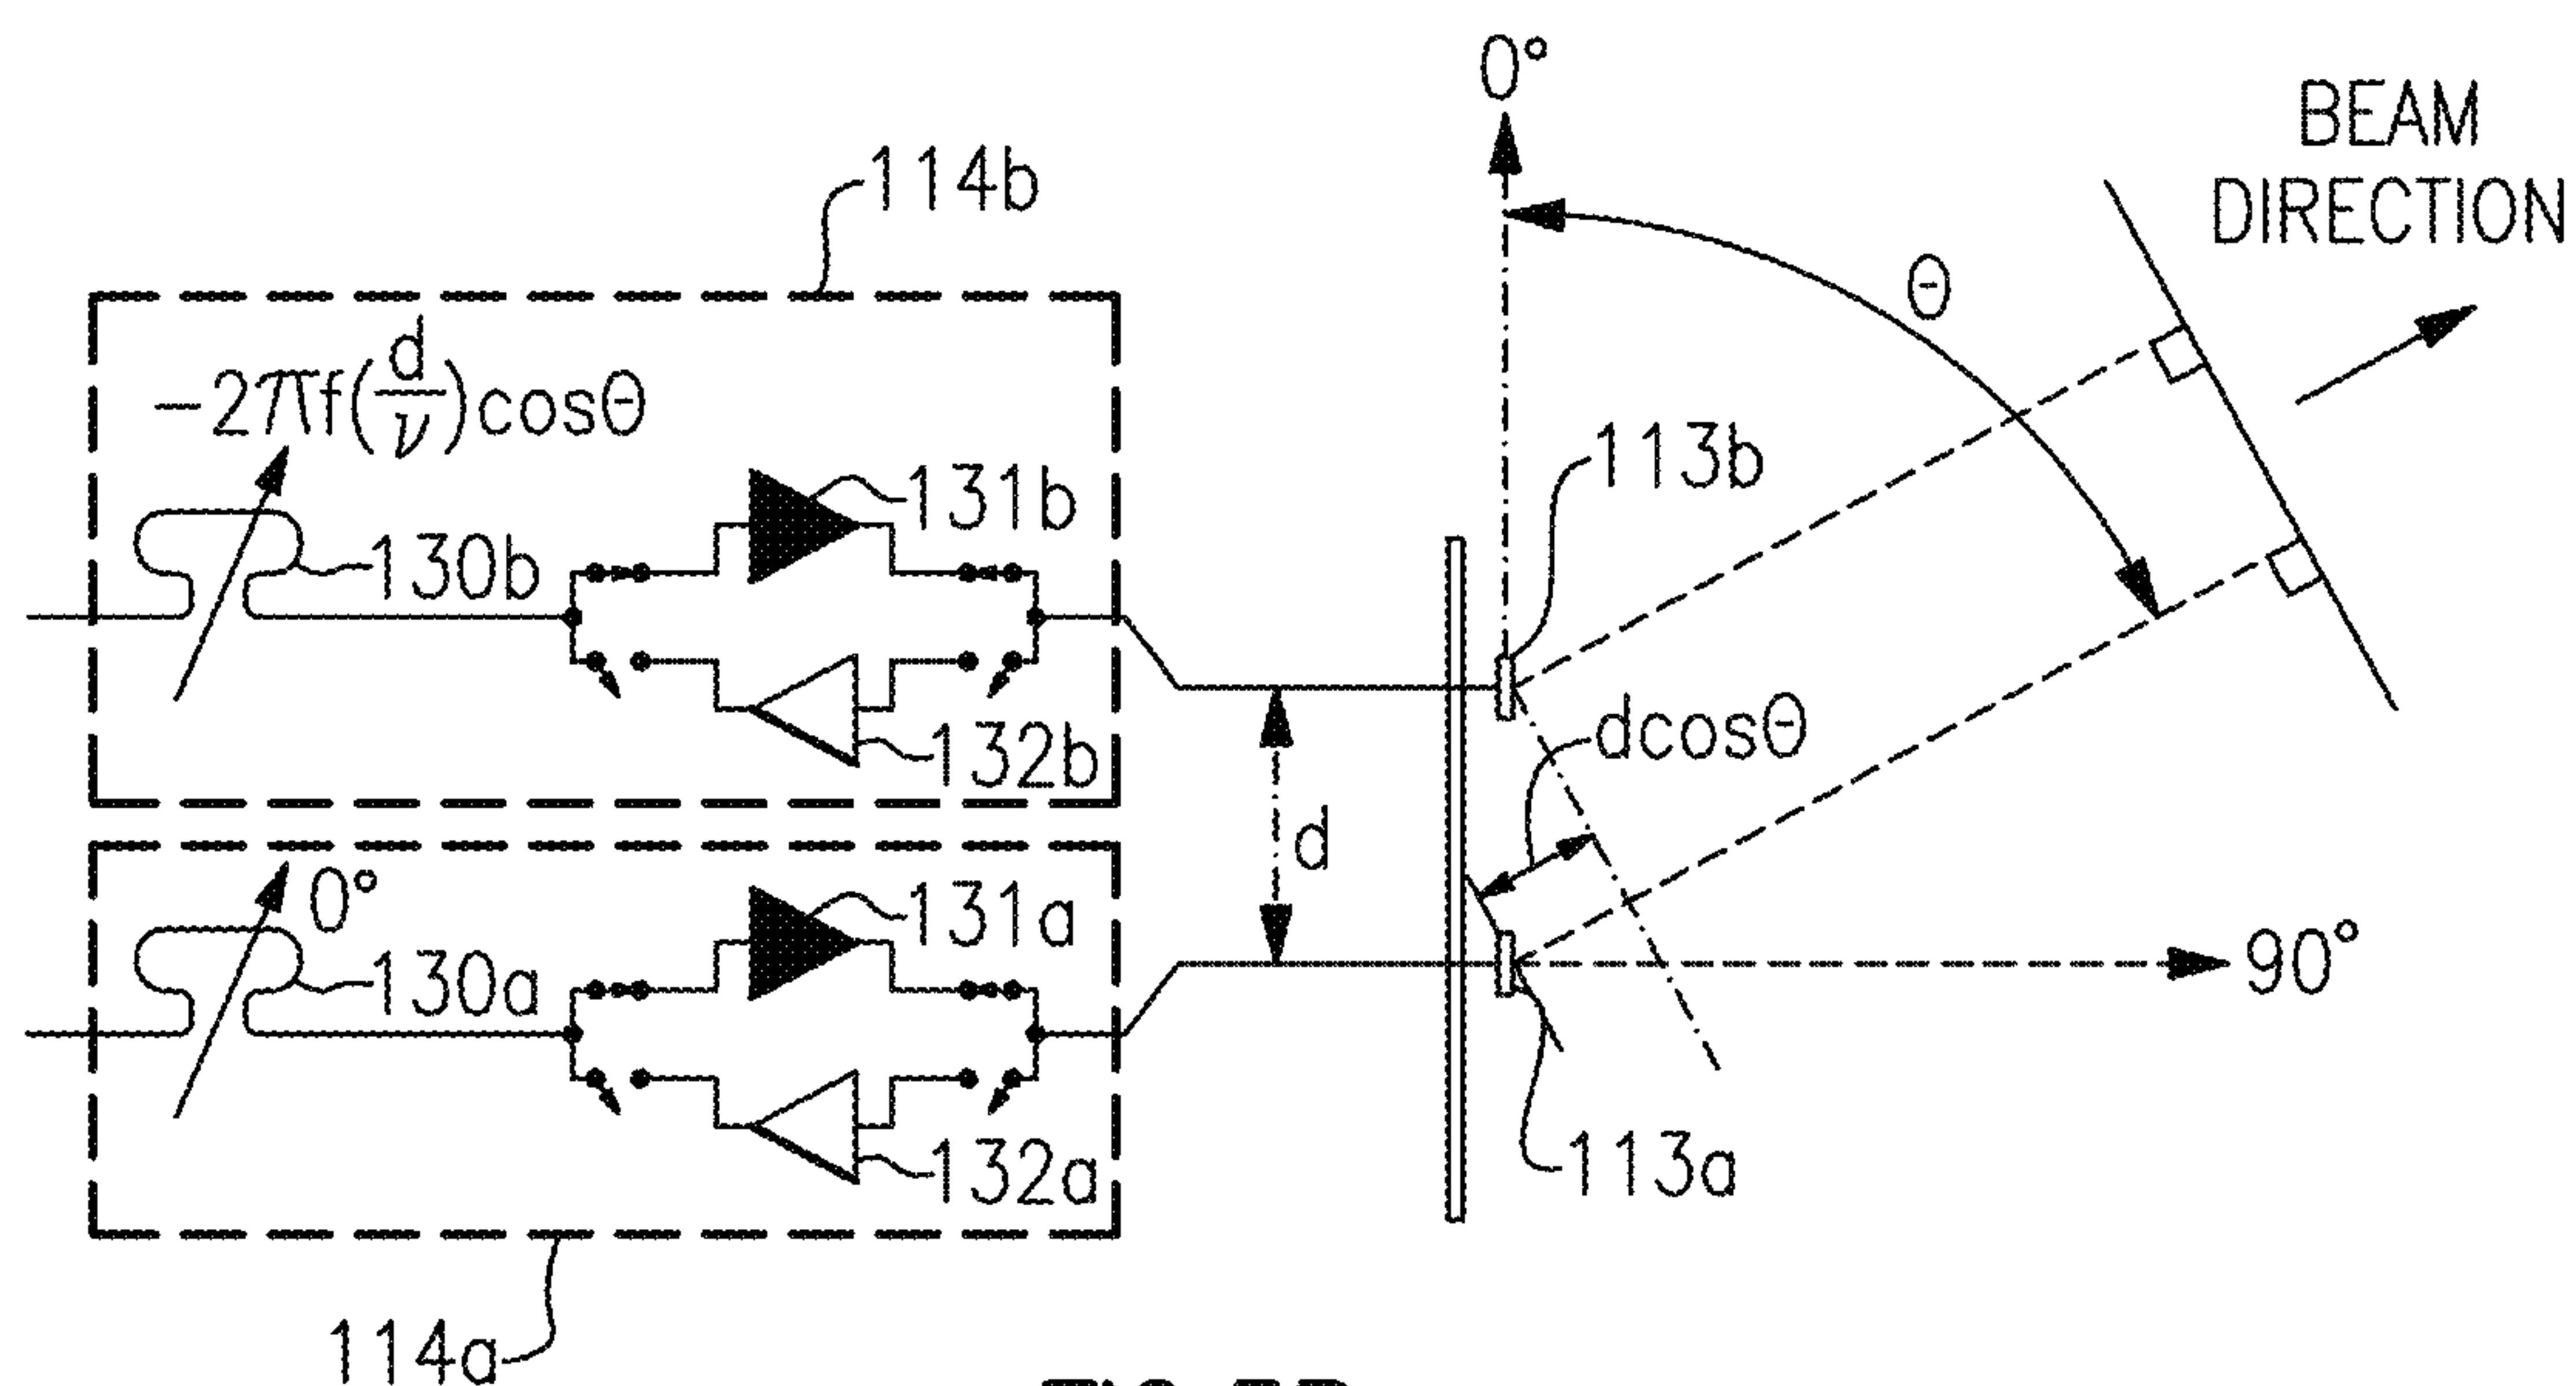 0°
BEAM
DIRECTION
114b
θ
-2πf(d/ν)cosθ
113b
131b
130b
dcosθ
132b
d
0°
131a
130a
90°
113a
132a
114a